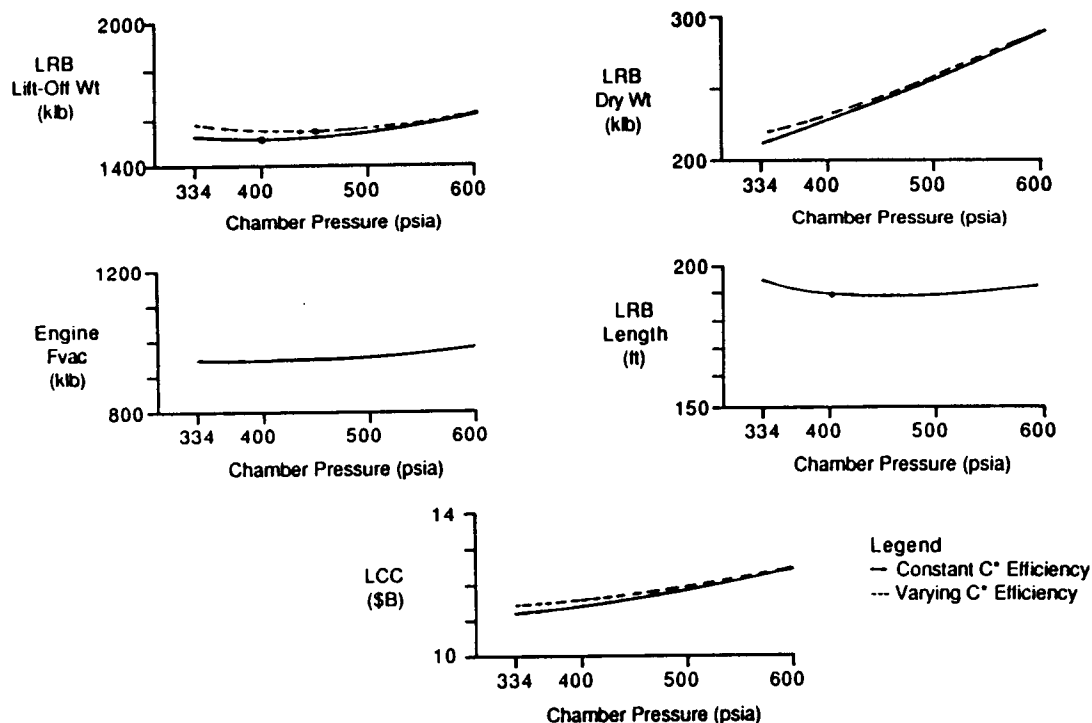 2000
LRB
Lift-Off Wt
(klb)
1400
334 400 500 600
Chamber Pressure (psia)
300
LRB
Dry Wt
(klb)
200
334 400 500 600
Chamber Pressure (psia)
1200
Engine
Fvac
(klb)
800
334 400 500 600
Chamber Pressure (psia)
200
LRB
Length
(ft)
150
334 400 500 600
Chamber Pressure (psia)
14
LCC
($B)
10
334 400 500 600
Chamber Pressure (psia)
Legend
Constant C* Efficiency
Varying C* Efficiency